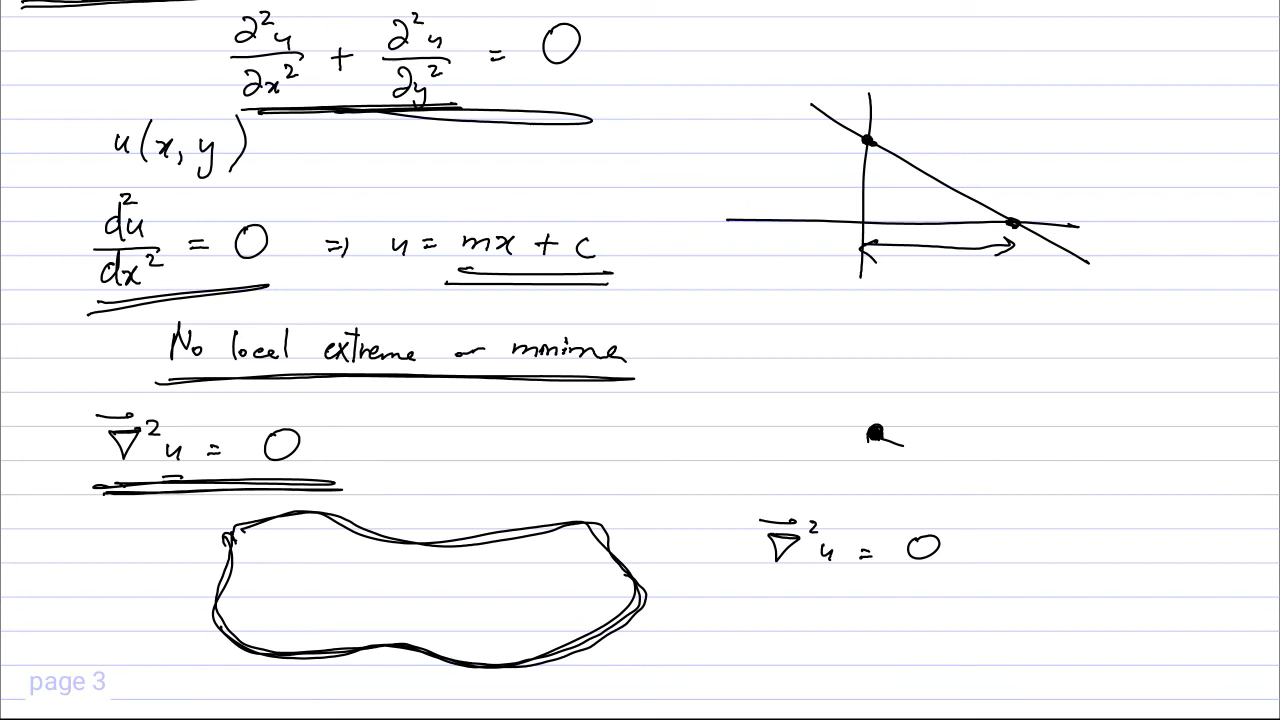 ∂²u/∂x² + ∂²u/∂y² = 0
u(x, y)
d²u/dx² = 0 ⇒ u = mx + c
No local extreme or minima
∇⃗²u = 0
∇⃗²u = 0
page 3